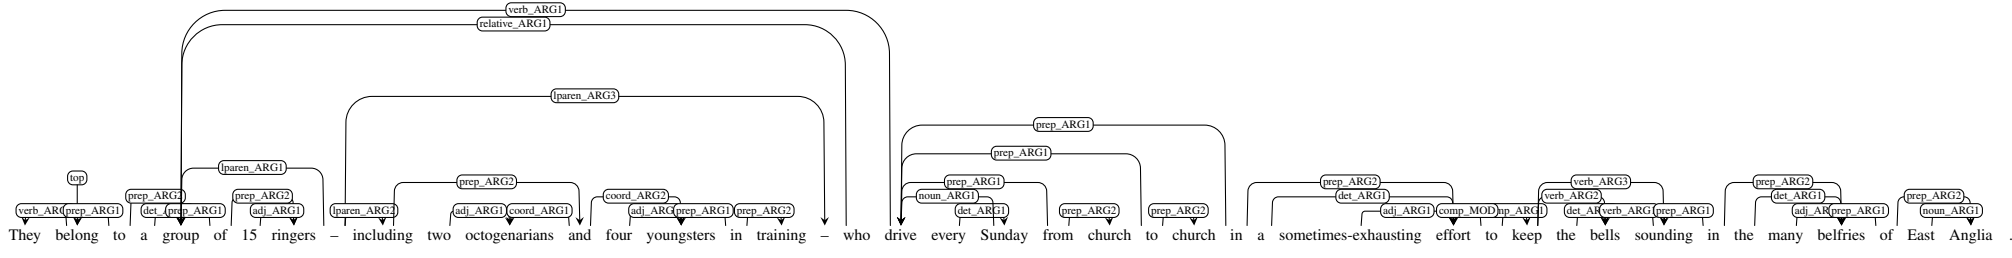 verb_ARG1
relative_ARG1
lparen_ARG3
prep_ARG1
prep_ARG1
lparen_ARG1
top prep_ARG2 prep_ARG1 prep_ARG2 verb_ARG3
prep_ARG2 prep_ARG2 coord_ARG2 noun_ARG1 det_ARG1 verb_ARG2 det_ARG1 prep_ARG2
prep_ARG1 prep_ARG1 adj_ARG1 lparen_ARG2 adj_ARG1 coord_ARG1 prep_ARG1 prep_ARG2 det_ARG1 prep_ARG2 prep_ARG2 adj_ARG1 comp_MOD prep_ARG1 prep_ARG1 noun_ARG1
They belong to a group of 15 ringers – including two octogenarians and four youngsters in training – who drive every Sunday from church to church in a sometimes-exhausting effort to keep the bells sounding in the many belfries of East Anglia .